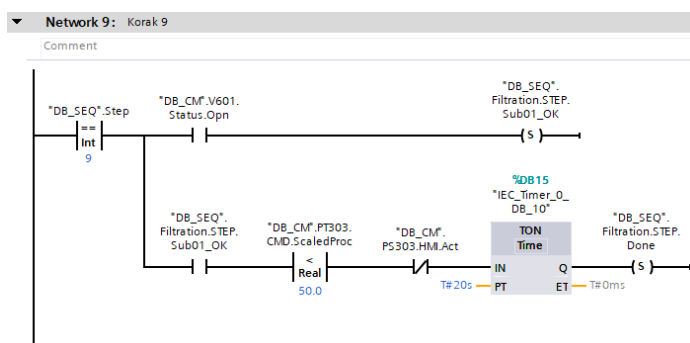 Network 9: Korak 9
Comment
"DB_SEQ".Step
==
Int
9
"DB_CM".V601.
Status.Opn
"DB_SEQ".
Filtration.STEP.
Sub01_OK
S
"DB_SEQ".
Filtration.STEP.
Sub01_OK
"DB_CM".PT303.
CMD.ScaledProc
<
Real
50.0
"DB_CM".
PS303.HMI.Act
%DB15
"IEC_Timer_0_
DB_10"
TON
Time
IN Q
T#20s PT ET T#0ms
"DB_SEQ".
Filtration.STEP.
Done
S